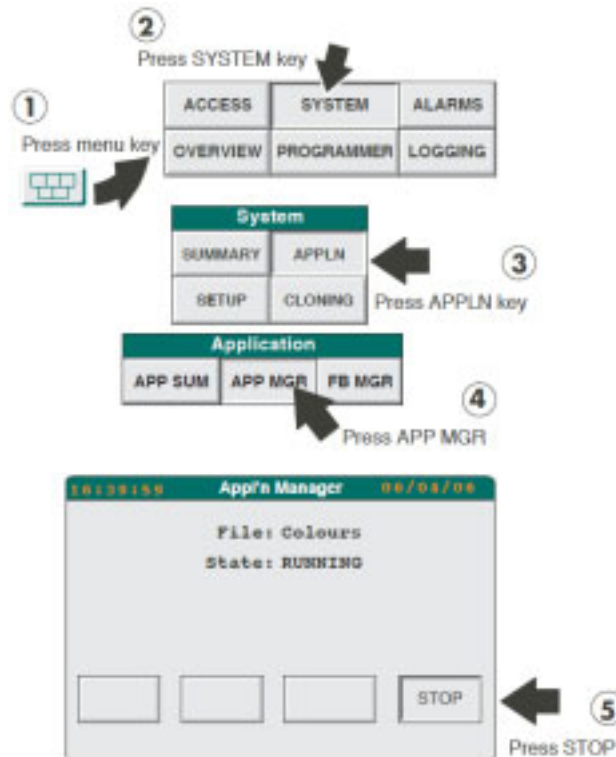 2
Press SYSTEM key
1
Press menu key
ACCESS SYSTEM ALARMS
OVERVIEW PROGRAMMER LOGGING
System
SUMMARY APPLN
SETUP CLONING
3
Press APPLN key
Application
APP SUM APP MGR FB MGR
4
Press APP MGR
16:39:59 Appl'n Manager 06/04/06
File: Colours
State: RUNNING
STOP
5
Press STOP